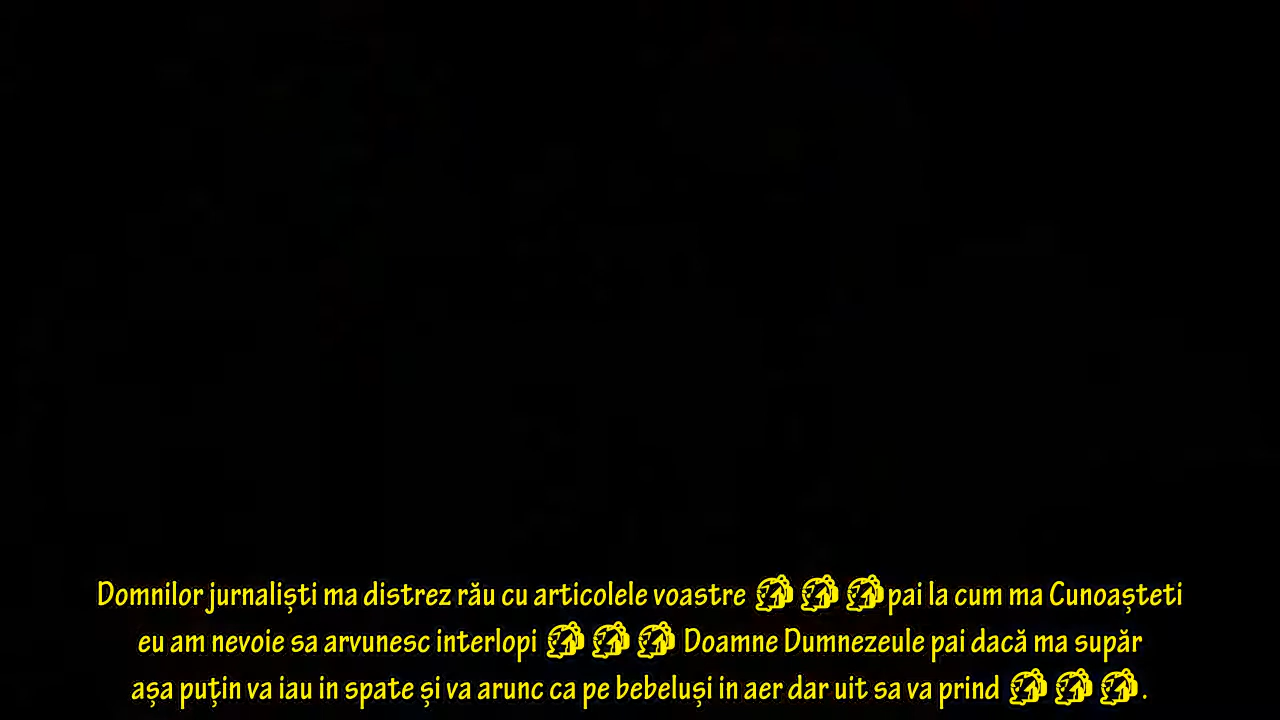 Domnilor jurnaliști ma distrez rău cu articolele voastre 🤣 🤣 🤣 pai la cum ma Cunoașteti
eu am nevoie sa arvunesc interlopi 🤣 🤣 🤣 Doamne Dumnezeule pai dacă ma supăr
așa puțin va iau in spate și va arunc ca pe bebeluși in aer dar uit sa va prind 🤣 🤣 🤣 .